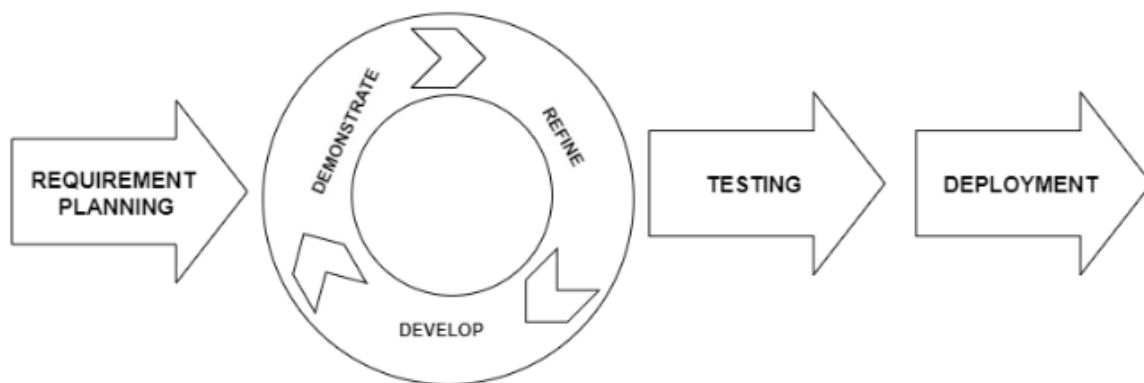 REQUIREMENT
PLANNING
DEMONSTRATE
REFINE
DEVELOP
TESTING
DEPLOYMENT